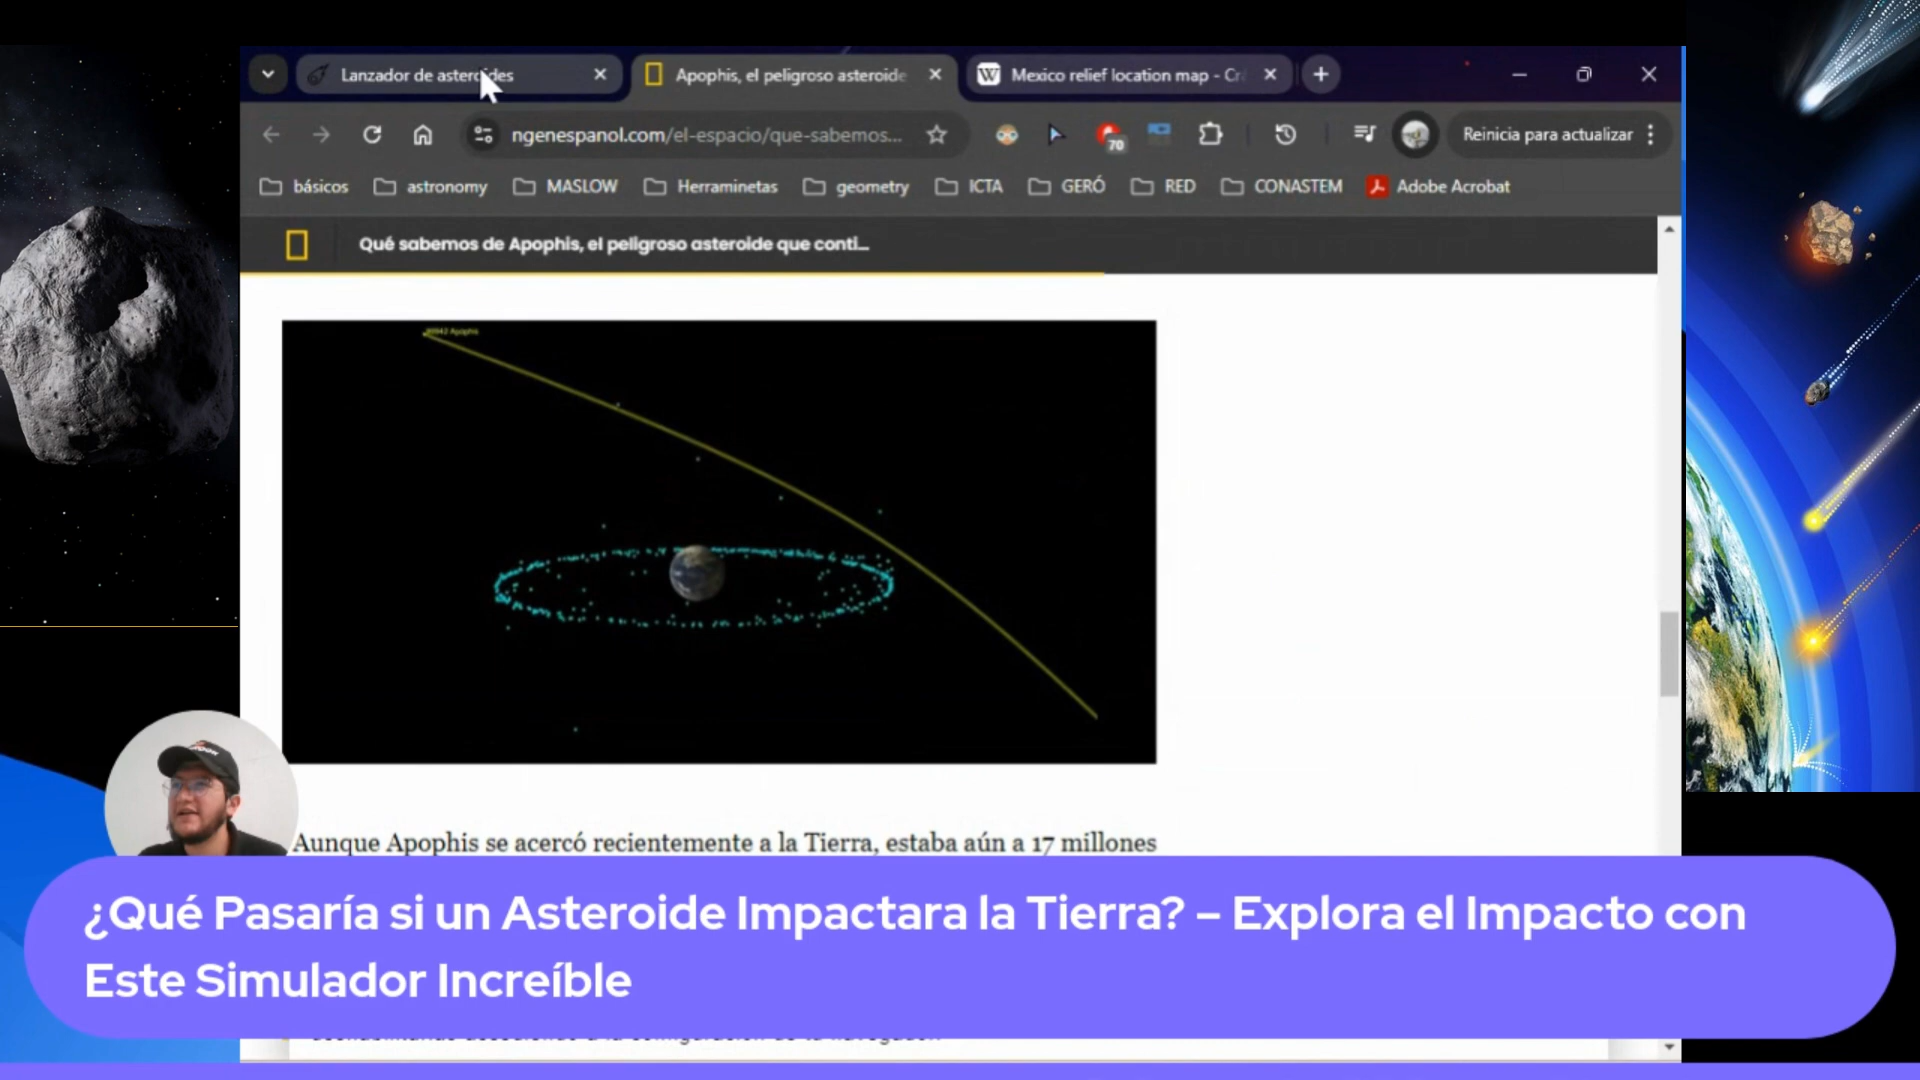 Lanzador de asteroides
Apophis, el peligroso asteroide
Mexico relief location map - Cr
ngenespanol.com/el-espacio/que-sabemos...
70
Reinicia para actualizar
básicos
astronomy
MASLOW
Herraminetas
geometry
ICTA
GERÓ
RED
CONASTEM
Adobe Acrobat
Qué sabemos de Apophis, el peligroso asteroide que conti...
99942 Apophis
Aunque Apophis se acercó recientemente a la Tierra, estaba aún a 17 millones
¿Qué Pasaría si un Asteroide Impactara la Tierra? – Explora el Impacto con
Este Simulador Increíble